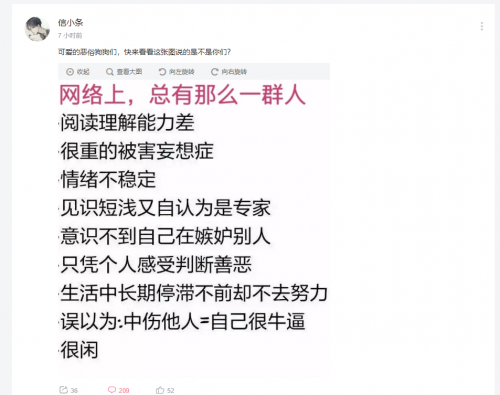 信小条
7 小时前
可爱的恶俗狗狗们，快来看看这张图说的是不是你们？
收起 查看大图 向左旋转 向右旋转
网络上，总有那么一群人
阅读理解能力差
很重的被害妄想症
情绪不稳定
见识短浅又自认为是专家
意识不到自己在嫉妒别人
只凭个人感受判断善恶
生活中长期停滞不前却不去努力
误以为:中伤他人=自己很牛逼
很闲
36 299 52